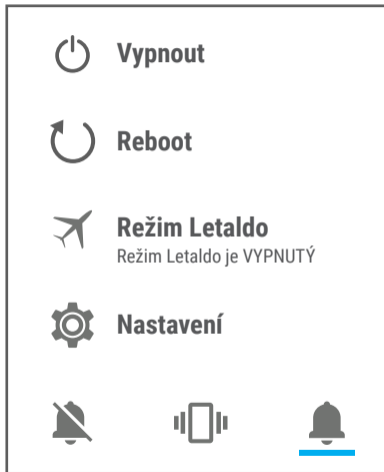 Vypnout
Reboot
Režim Letaldo
Režim Letaldo je VYPNUTÝ
Nastavení